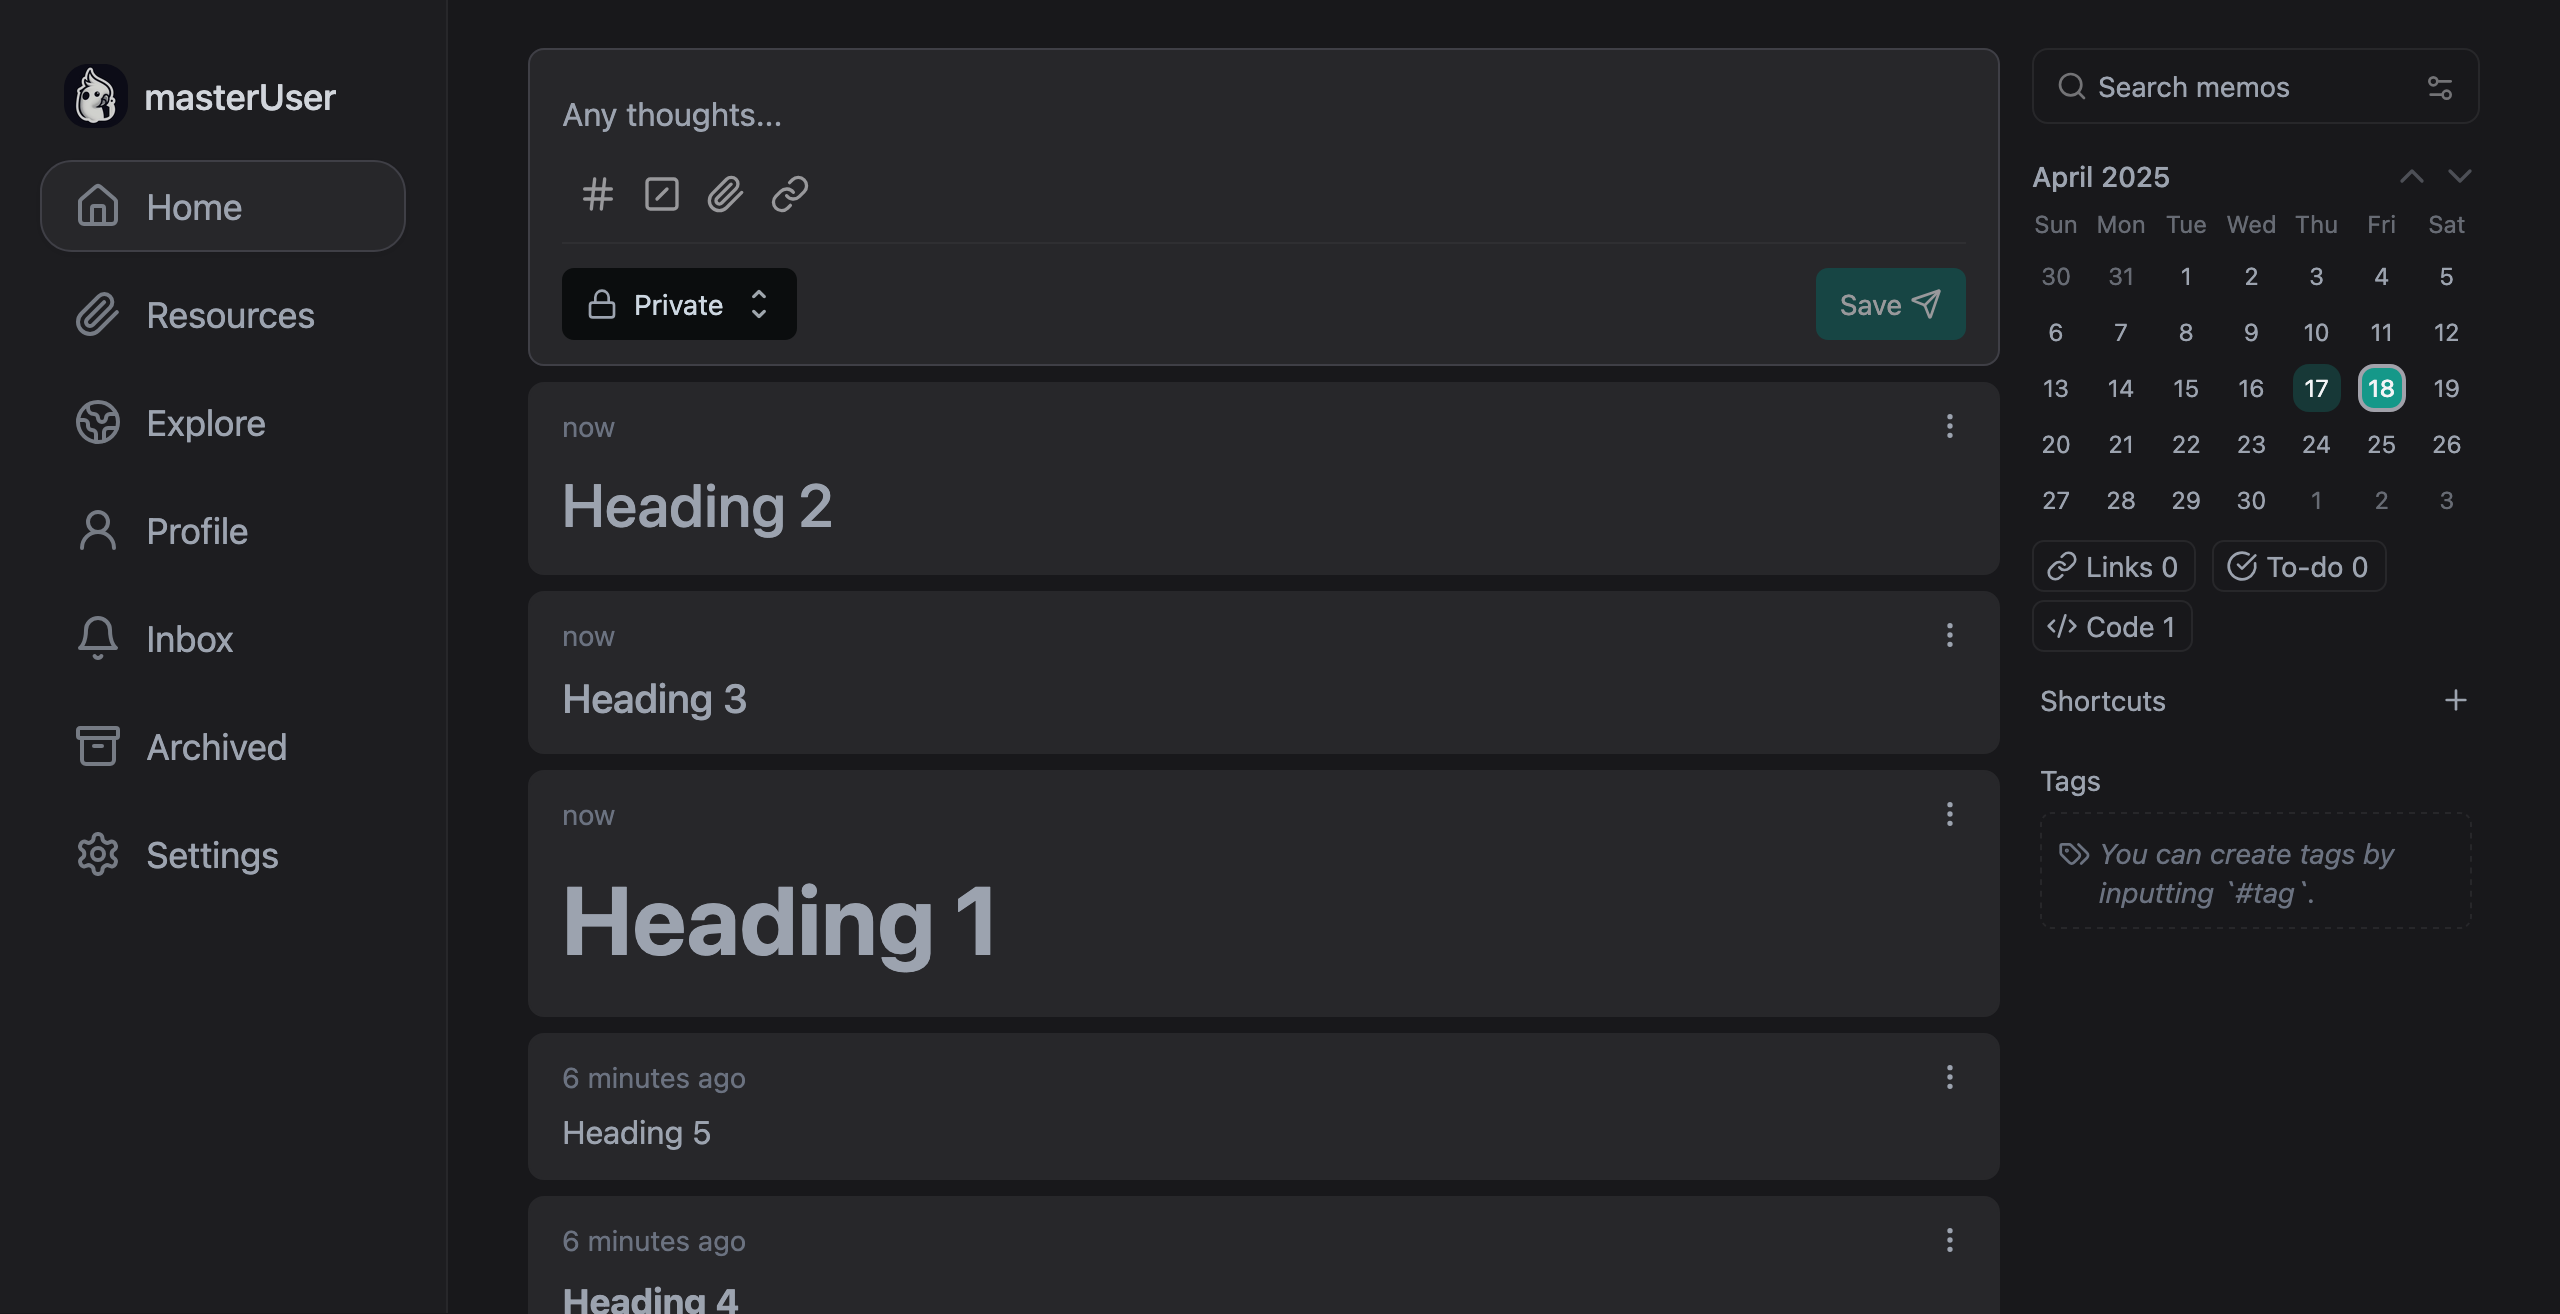 masterUser
Home
Resources
Explore
Profile
Inbox
Archived
Settings
Any thoughts...
Private
Save
now
Heading 2
now
Heading 3
now
Heading 1
6 minutes ago
Heading 5
6 minutes ago
Heading 4
Search memos
April 2025
Sun Mon Tue Wed Thu Fri Sat
30 31 1 2 3 4 5
6 7 8 9 10 11 12
13 14 15 16 17 18 19
20 21 22 23 24 25 26
27 28 29 30 1 2 3
Links 0 To-do 0
Code 1
Shortcuts
Tags
You can create tags by
inputting `#tag`.